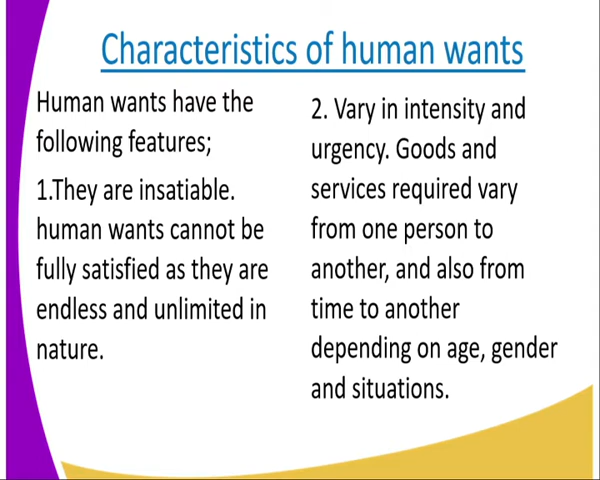 Characteristics of human wants
Human wants have the
following features;
1.They are insatiable.
human wants cannot be
fully satisfied as they are
endless and unlimited in
nature.
2. Vary in intensity and
urgency. Goods and
services required vary
from one person to
another, and also from
time to another
depending on age, gender
and situations.